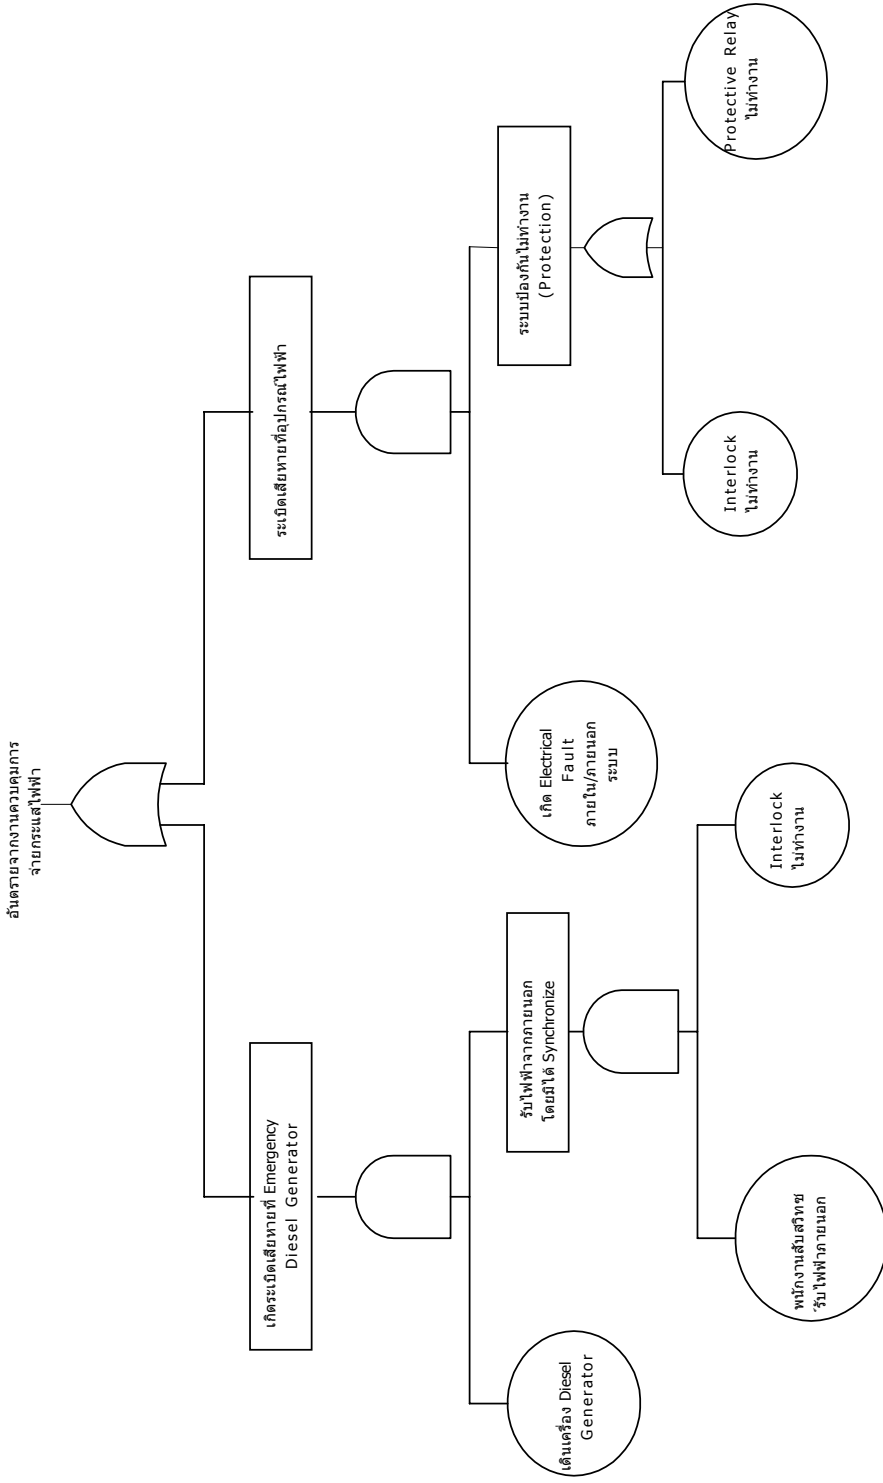 อันตรายจากงานควบคุมการ
จ่ายกระแสไฟฟ้า
เกิดระเบิดเสียหายที่ Emergency
Diesel Generator
ระเบิดเสียหายที่อุปกรณ์ไฟฟ้า
เดินเครื่อง Diesel
Generator
รับไฟฟ้าจากภายนอก
โดยมิได้ Synchronize
เกิด Electrical
Fault
ภายใน/ภายนอก
ระบบ
ระบบป้องกันไม่ทำงาน
(Protection)
พนักงานสับสวิทช์
รับไฟฟ้าภายนอก
Interlock
ไม่ทำงาน
Interlock
ไม่ทำงาน
Protective Relay
ไม่ทำงาน